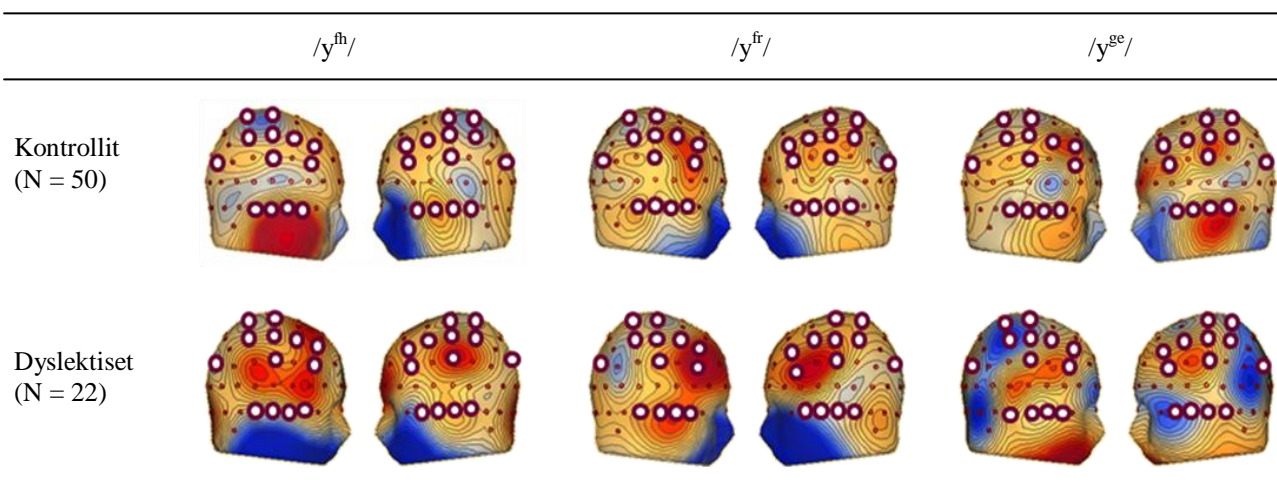 /y^fh/ /y^fr/ /y^ge/
Kontrollit
(N = 50)
Dyslektiset
(N = 22)